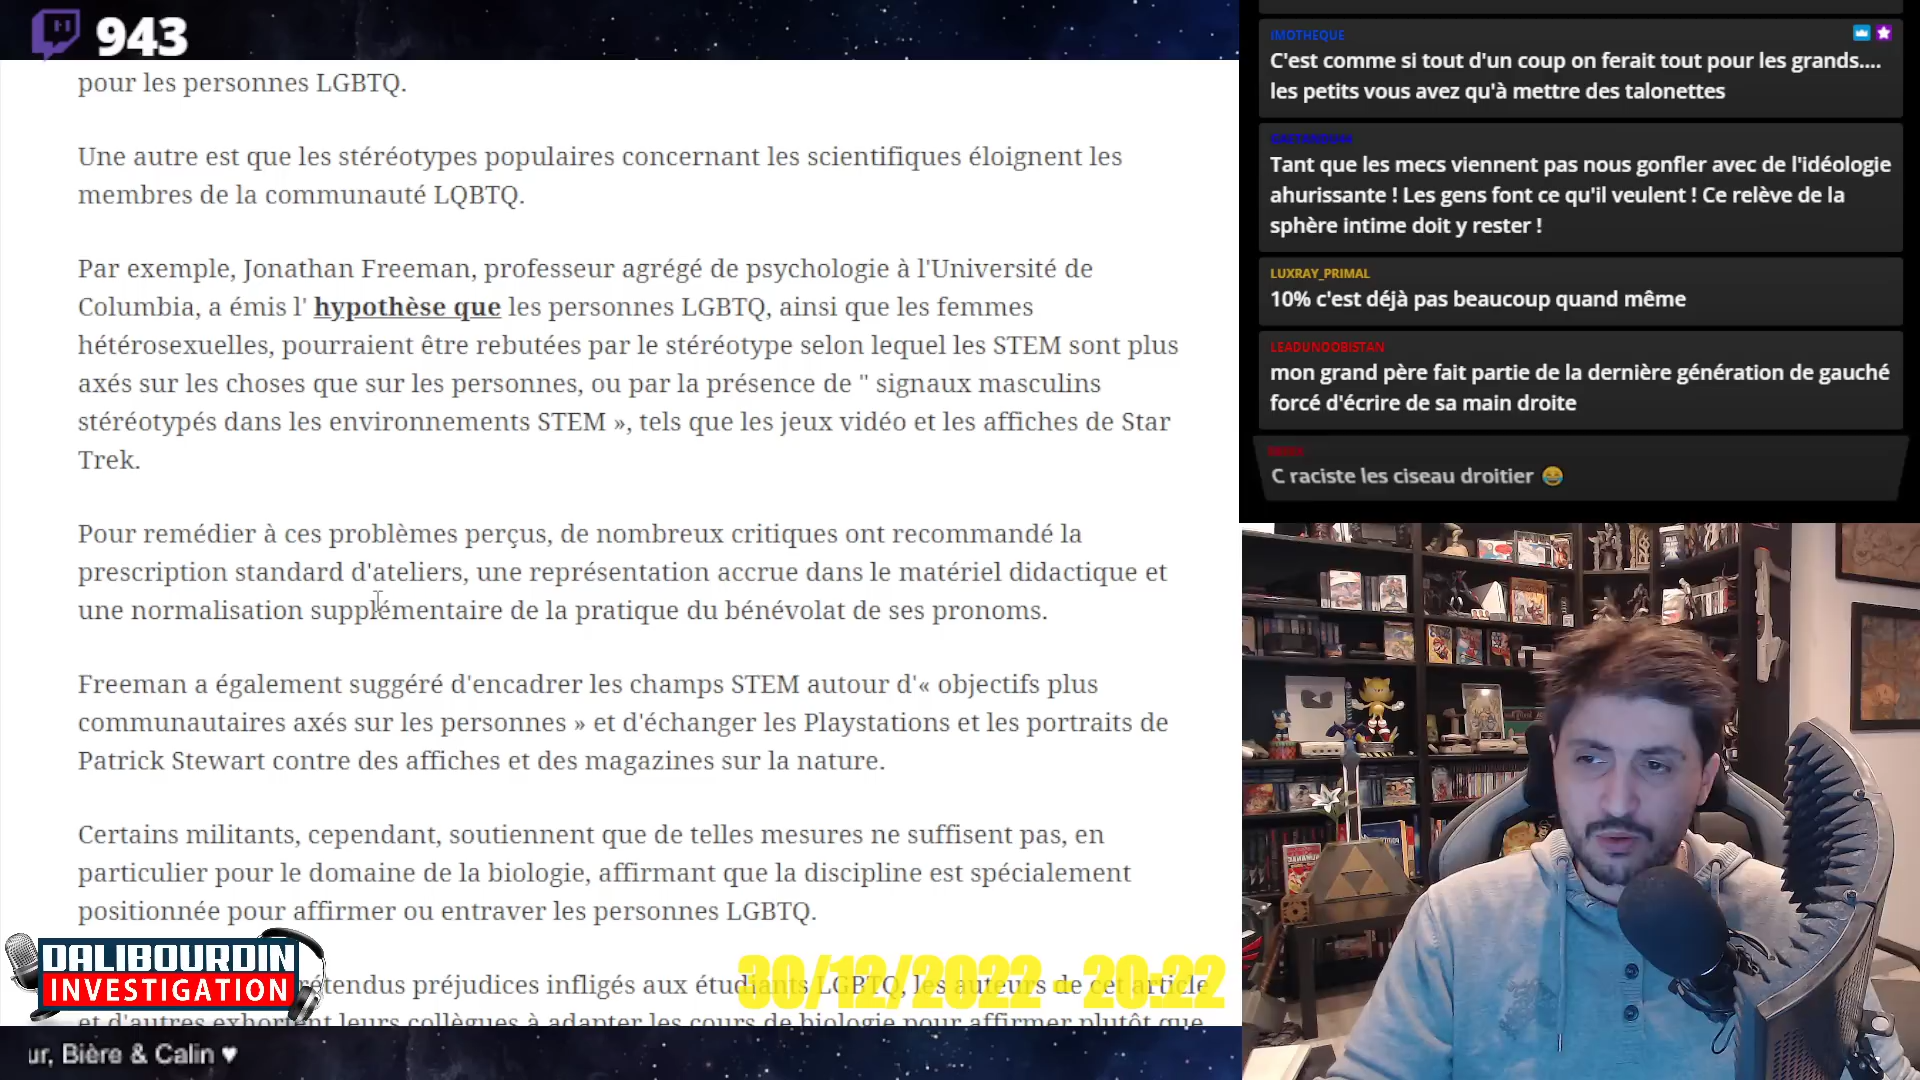 943
pour les personnes LGBTQ.
Une autre est que les stéréotypes populaires concernant les scientifiques éloignent les
membres de la communauté LQBTQ.
Par exemple, Jonathan Freeman, professeur agrégé de psychologie à l'Université de
Columbia, a émis l' hypothèse que les personnes LGBTQ, ainsi que les femmes
hétérosexuelles, pourraient être rebutées par le stéréotype selon lequel les STEM sont plus
axés sur les choses que sur les personnes, ou par la présence de " signaux masculins
stéréotypés dans les environnements STEM », tels que les jeux vidéo et les affiches de Star
Trek.
Pour remédier à ces problèmes perçus, de nombreux critiques ont recommandé la
prescription standard d'ateliers, une représentation accrue dans le matériel didactique et
une normalisation supplémentaire de la pratique du bénévolat de ses pronoms.
Freeman a également suggéré d'encadrer les champs STEM autour d'« objectifs plus
communautaires axés sur les personnes » et d'échanger les Playstations et les portraits de
Patrick Stewart contre des affiches et des magazines sur la nature.
Certains militants, cependant, soutiennent que de telles mesures ne suffisent pas, en
particulier pour le domaine de la biologie, affirmant que la discipline est spécialement
positionnée pour affirmer ou entraver les personnes LGBTQ.
préjudices infligés aux étudiants LGBTQ, les auteurs de cet article
et d'autres exhortent leurs collègues à adapter les cours de biologie pour affirmer plutôt que
DALIBOURDIN
INVESTIGATION
30/12/2022 20:22
ur, Bière & Calin ♥
IMOTHEQUE
C'est comme si tout d'un coup on ferait tout pour les grands....
les petits vous avez qu'à mettre des talonettes
Tant que les mecs viennent pas nous gonfler avec de l'idéologie
ahurissante ! Les gens font ce qu'il veulent ! Ce relève de la
sphère intime doit y rester !
LUXRAY_PRIMAL
10% c'est déjà pas beaucoup quand même
LEADUNOOBISTAN
mon grand père fait partie de la dernière génération de gauché
forcé d'écrire de sa main droite
C raciste les ciseau droitier 😂